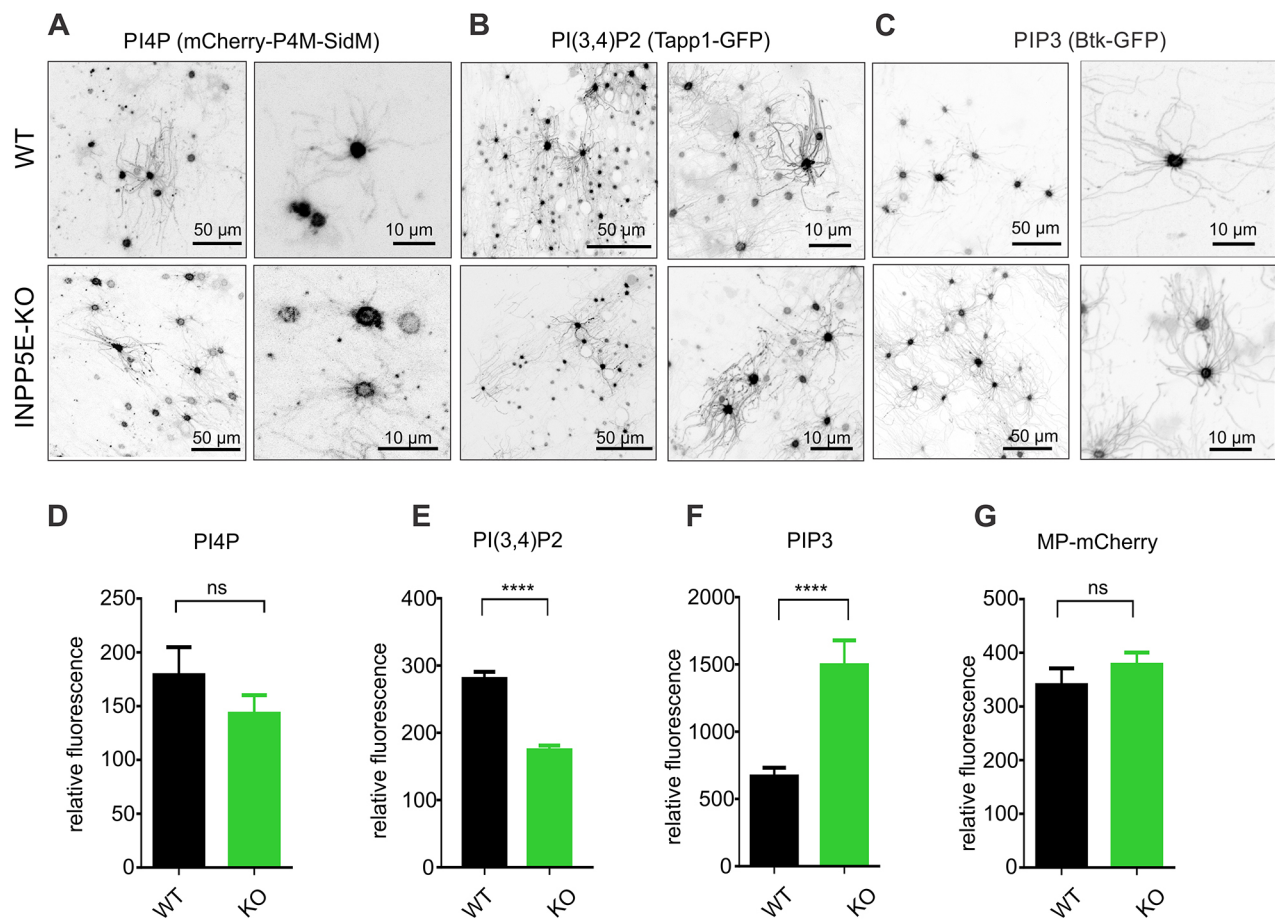 A
PI4P (mCherry-P4M-SidM)
B
PI(3,4)P2 (Tapp1-GFP)
C
PIP3 (Btk-GFP)
WT
50 µm
10 µm
50 µm
10 µm
50 µm
10 µm
INPP5E-KO
50 µm
10 µm
50 µm
10 µm
50 µm
10 µm
D
PI4P
ns
relative fluorescence
250
200
150
100
50
0
WT
KO
E
PI(3,4)P2
****
relative fluorescence
400
300
200
100
0
WT
KO
F
PIP3
****
relative fluorescence
2000
1500
1000
500
0
WT
KO
G
MP-mCherry
ns
relative fluorescence
500
400
300
200
100
0
WT
KO